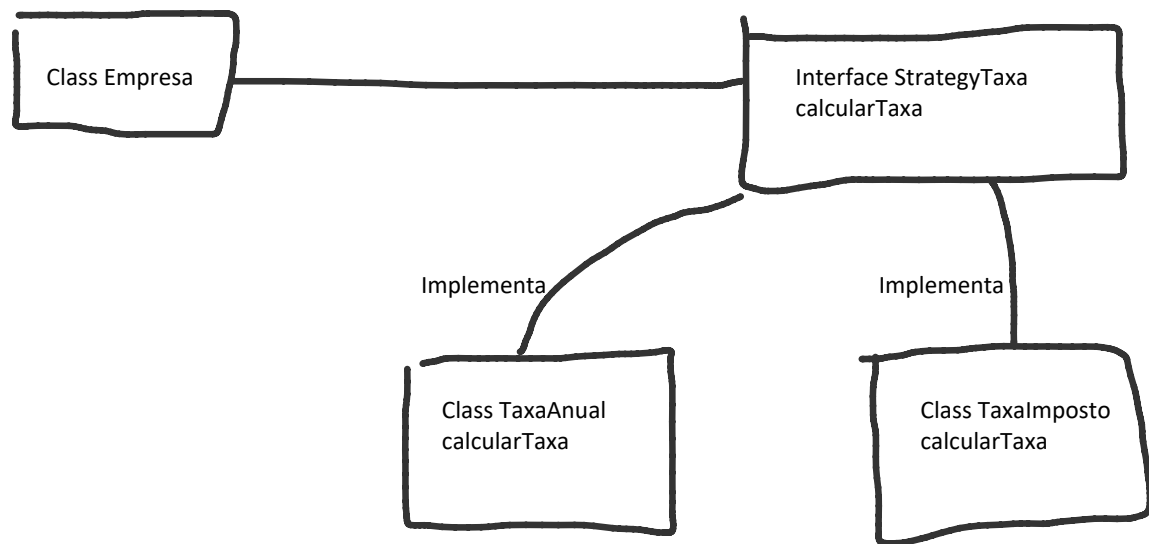 Class Empresa
Interface StrategyTaxa
calcularTaxa
Implementa
Implementa
Class TaxaAnual
calcularTaxa
Class TaxaImposto
calcularTaxa